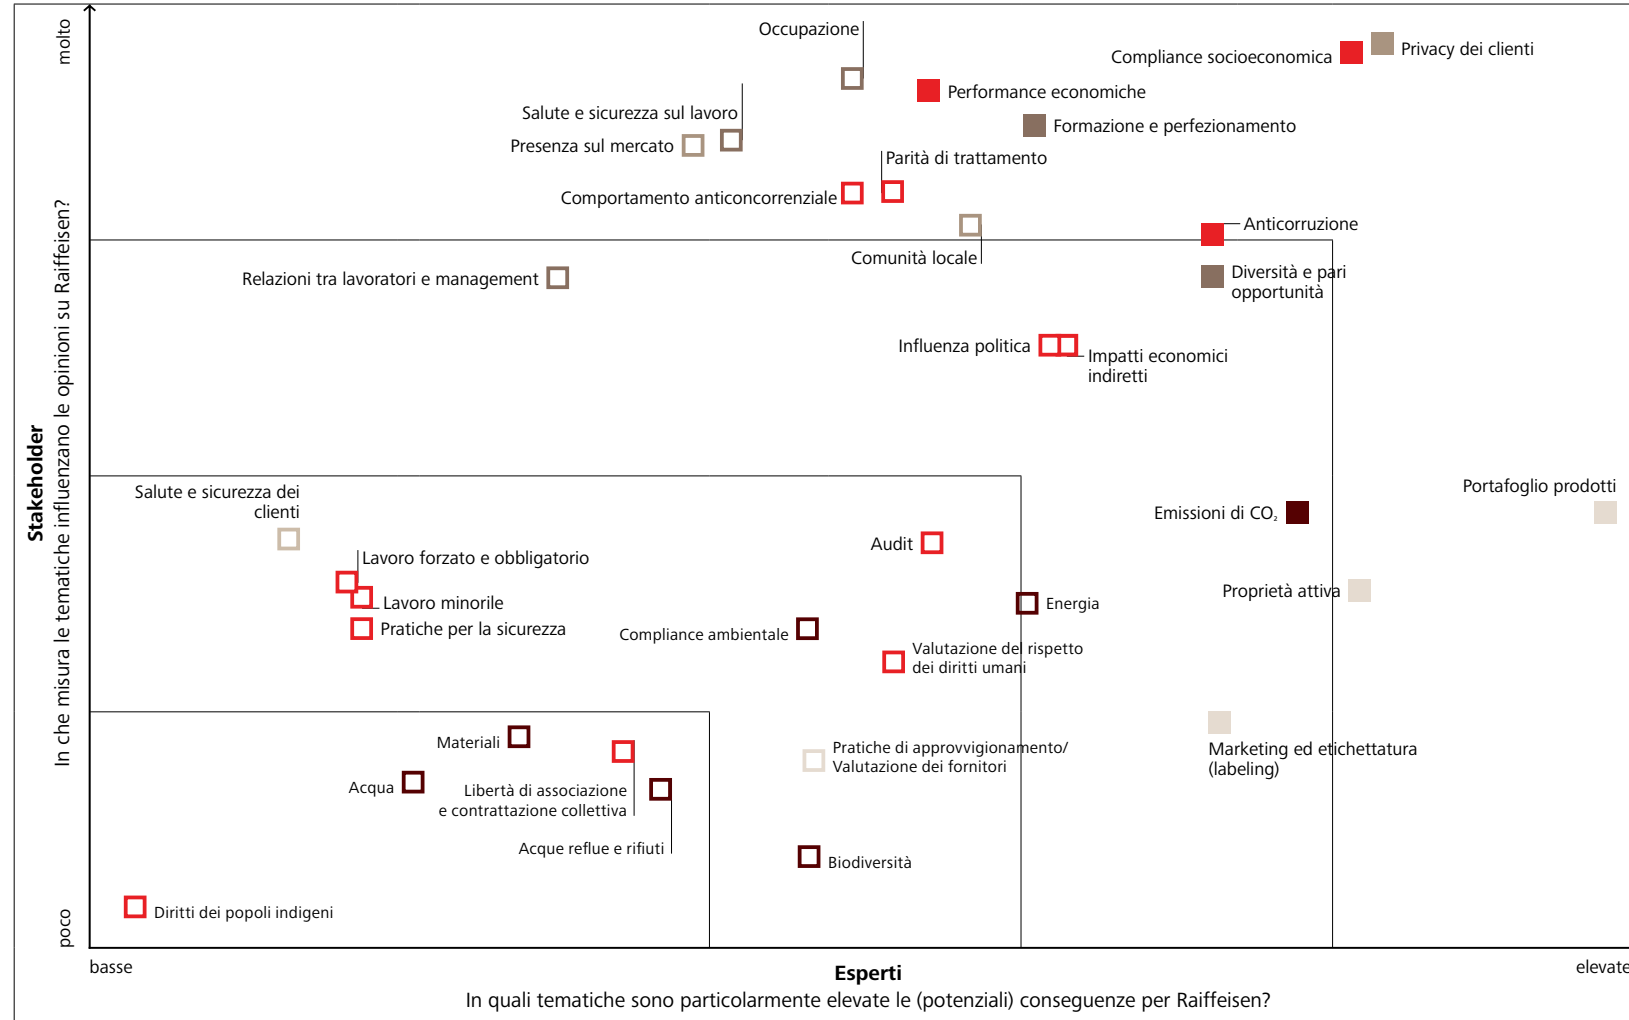 molto
Occupazione
Compliance socioeconomica
Privacy dei clienti
Performance economiche
Salute e sicurezza sul lavoro
Formazione e perfezionamento
Presenza sul mercato
Parità di trattamento
Comportamento anticoncorrenziale
Anticorruzione
Comunità locale
Relazioni tra lavoratori e management
Diversità e pari
opportunità
Influenza politica
Impatti economici
indiretti
Stakeholder
In che misura le tematiche influenzano le opinioni su Raiffeisen?
Salute e sicurezza dei
clienti
Portafoglio prodotti
Emissioni di CO₂
Audit
Lavoro forzato e obbligatorio
Proprietà attiva
Lavoro minorile
Energia
Pratiche per la sicurezza
Compliance ambientale
Valutazione del rispetto
dei diritti umani
Materiali
Pratiche di approvvigionamento/
Valutazione dei fornitori
Marketing ed etichettatura
(labeling)
Acqua
Libertà di associazione
e contrattazione collettiva
Acque reflue e rifiuti
Biodiversità
Diritti dei popoli indigeni
poco
basse
Esperti
elevate
In quali tematiche sono particolarmente elevate le (potenziali) conseguenze per Raiffeisen?